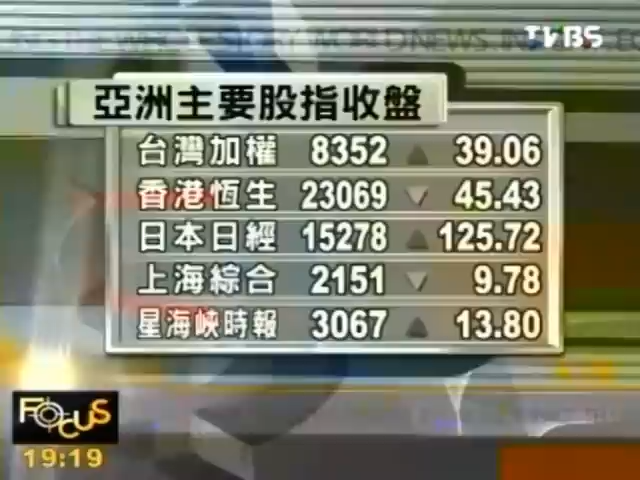 TVBS
亞洲主要股指收盤
台灣加權 8352 ▲ 39.06
香港恆生 23069 ▼ 45.43
日本日經 15278 ▲ 125.72
上海綜合 2151 ▼ 9.78
星海峽時報 3067 ▲ 13.80
FOCUS
19:19